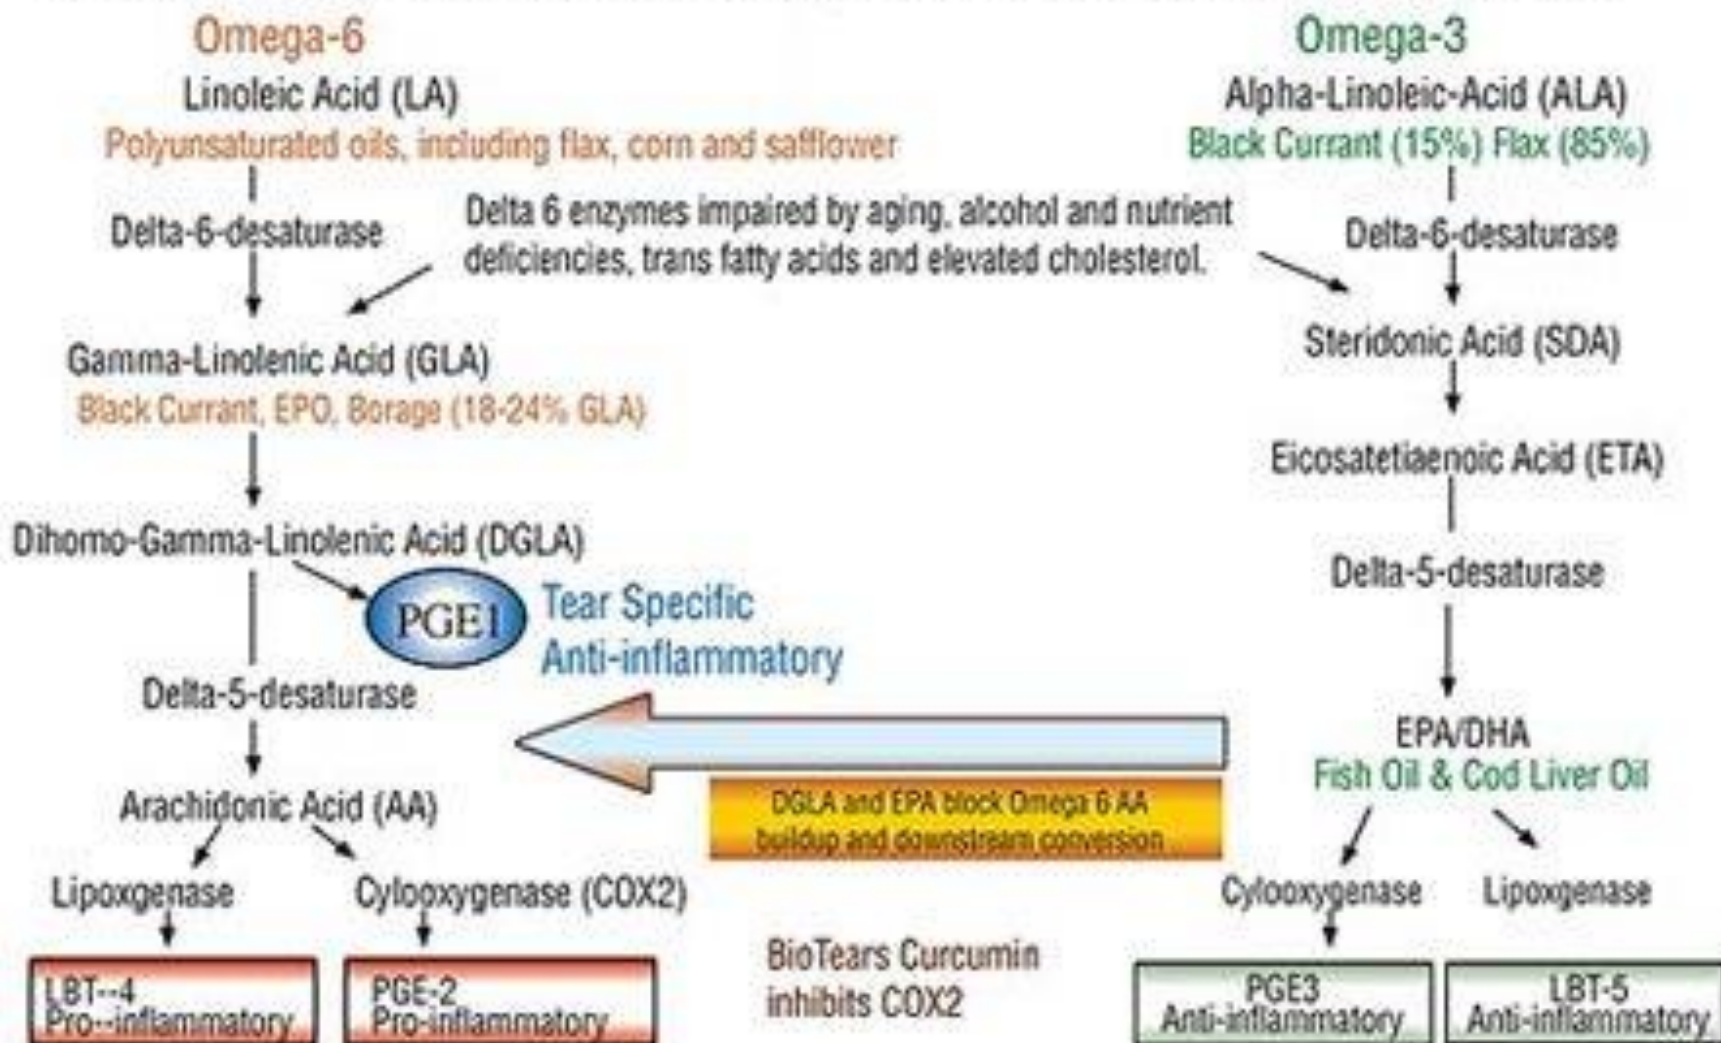 Omega-6
Linoleic Acid (LA)
Polyunsaturated oils, including flax, corn and safflower
Delta-6-desaturase
Delta 6 enzymes impaired by aging, alcohol and nutrient
deficiencies, trans fatty acids and elevated cholesterol.
Gamma-Linolenic Acid (GLA)
Black Currant, EPO, Borage (18-24% GLA)
Dihomo-Gamma-Linolenic Acid (DGLA)
PGE1
Tear Specific
Anti-inflammatory
Delta-5-desaturase
Arachidonic Acid (AA)
Lipoxgenase
Cylooxygenase (COX2)
LBT--4
Pro--inflammatory
PGE-2
Pro-inflammatory
DGLA and EPA block Omega 6 AA
buildup and downstream conversion
BioTears Curcumin
inhibits COX2
Omega-3
Alpha-Linoleic-Acid (ALA)
Black Currant (15%) Flax (85%)
Delta-6-desaturase
Steridonic Acid (SDA)
Eicosatetiaenoic Acid (ETA)
Delta-5-desaturase
EPA/DHA
Fish Oil & Cod Liver Oil
Cylooxygenase
Lipoxgenase
PGE3
Anti-inflammatory
LBT-5
Anti-inflammatory